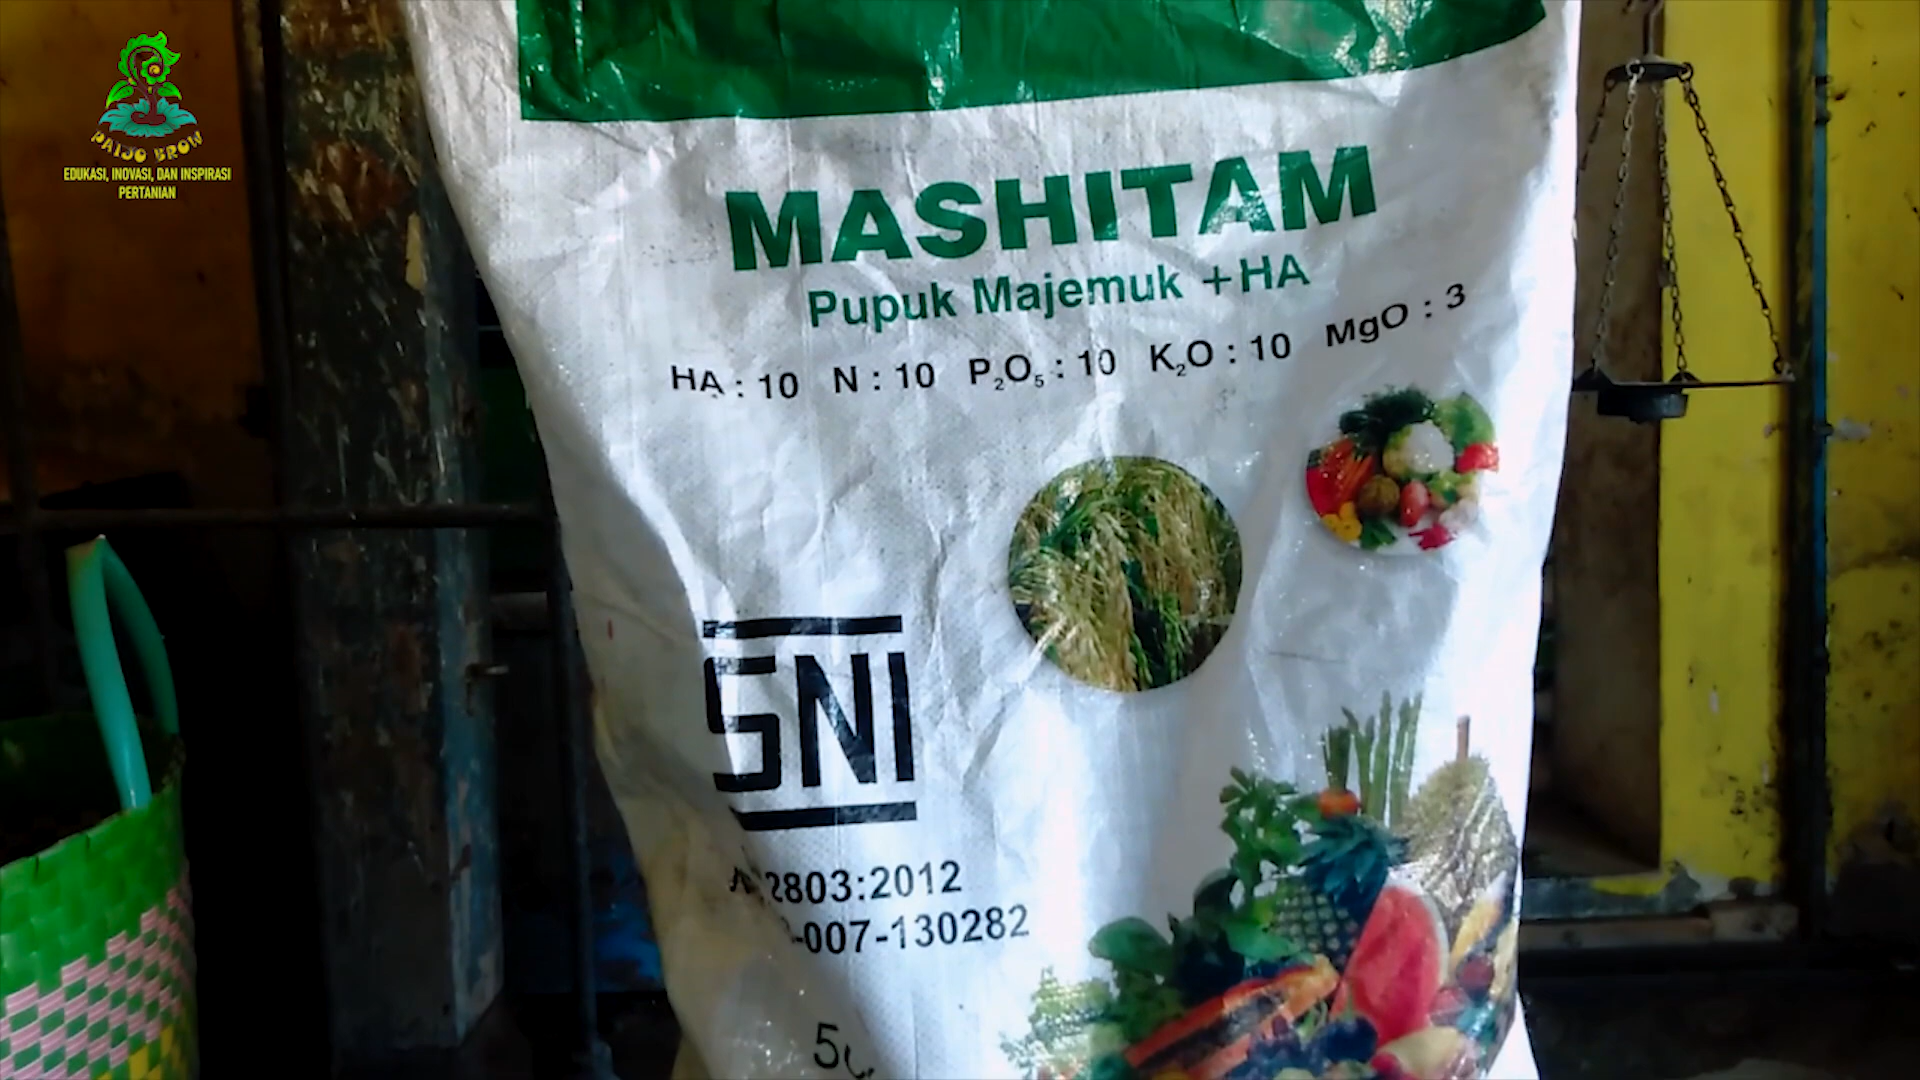 PAIJO BROW
EDUKASI, INOVASI, DAN INSPIRASI
PERTANIAN
MASHITAM
Pupuk Majemuk +HA
HA : 10 N : 10 P₂O₅ : 10 K₂O : 10 MgO : 3
SNI
2803:2012
-007-130282